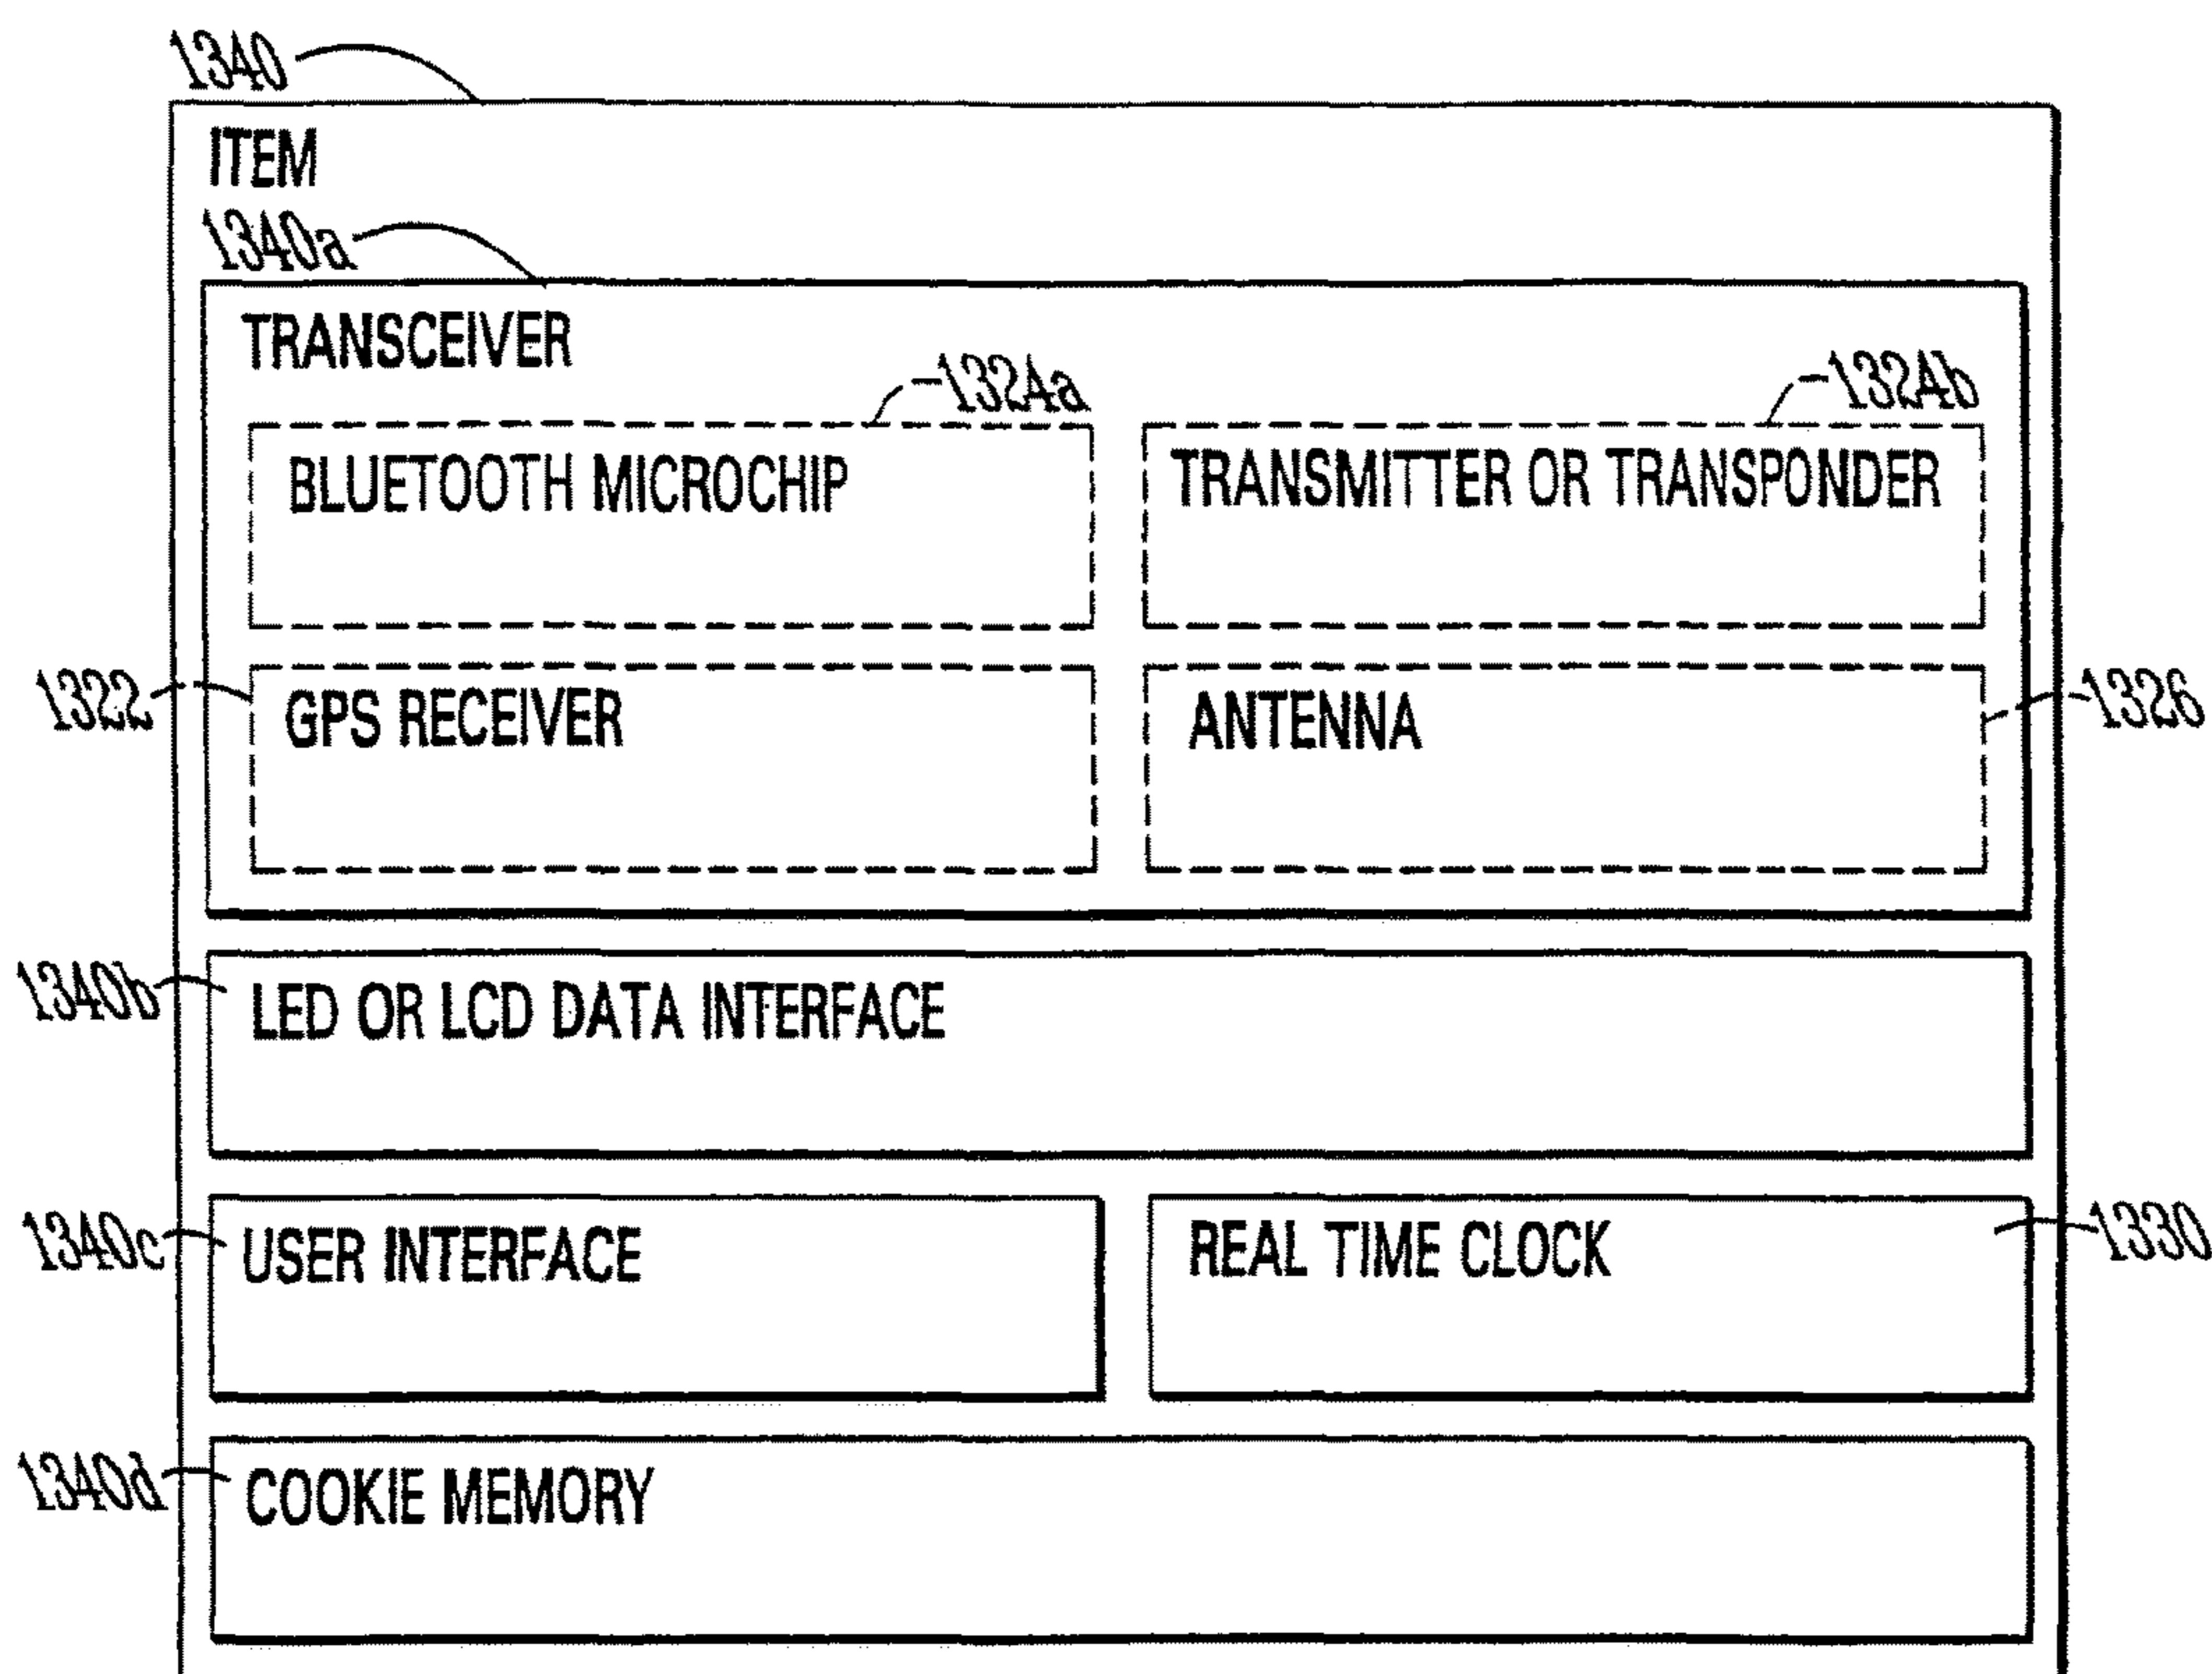 1340
ITEM
1340a
TRANSCEIVER
1324a
1324b
BLUETOOTH MICROCHIP
TRANSMITTER OR TRANSPONDER
1322
GPS RECEIVER
ANTENNA
1326
1340b
LED OR LCD DATA INTERFACE
1340c
USER INTERFACE
REAL TIME CLOCK
1330
1340d
COOKIE MEMORY